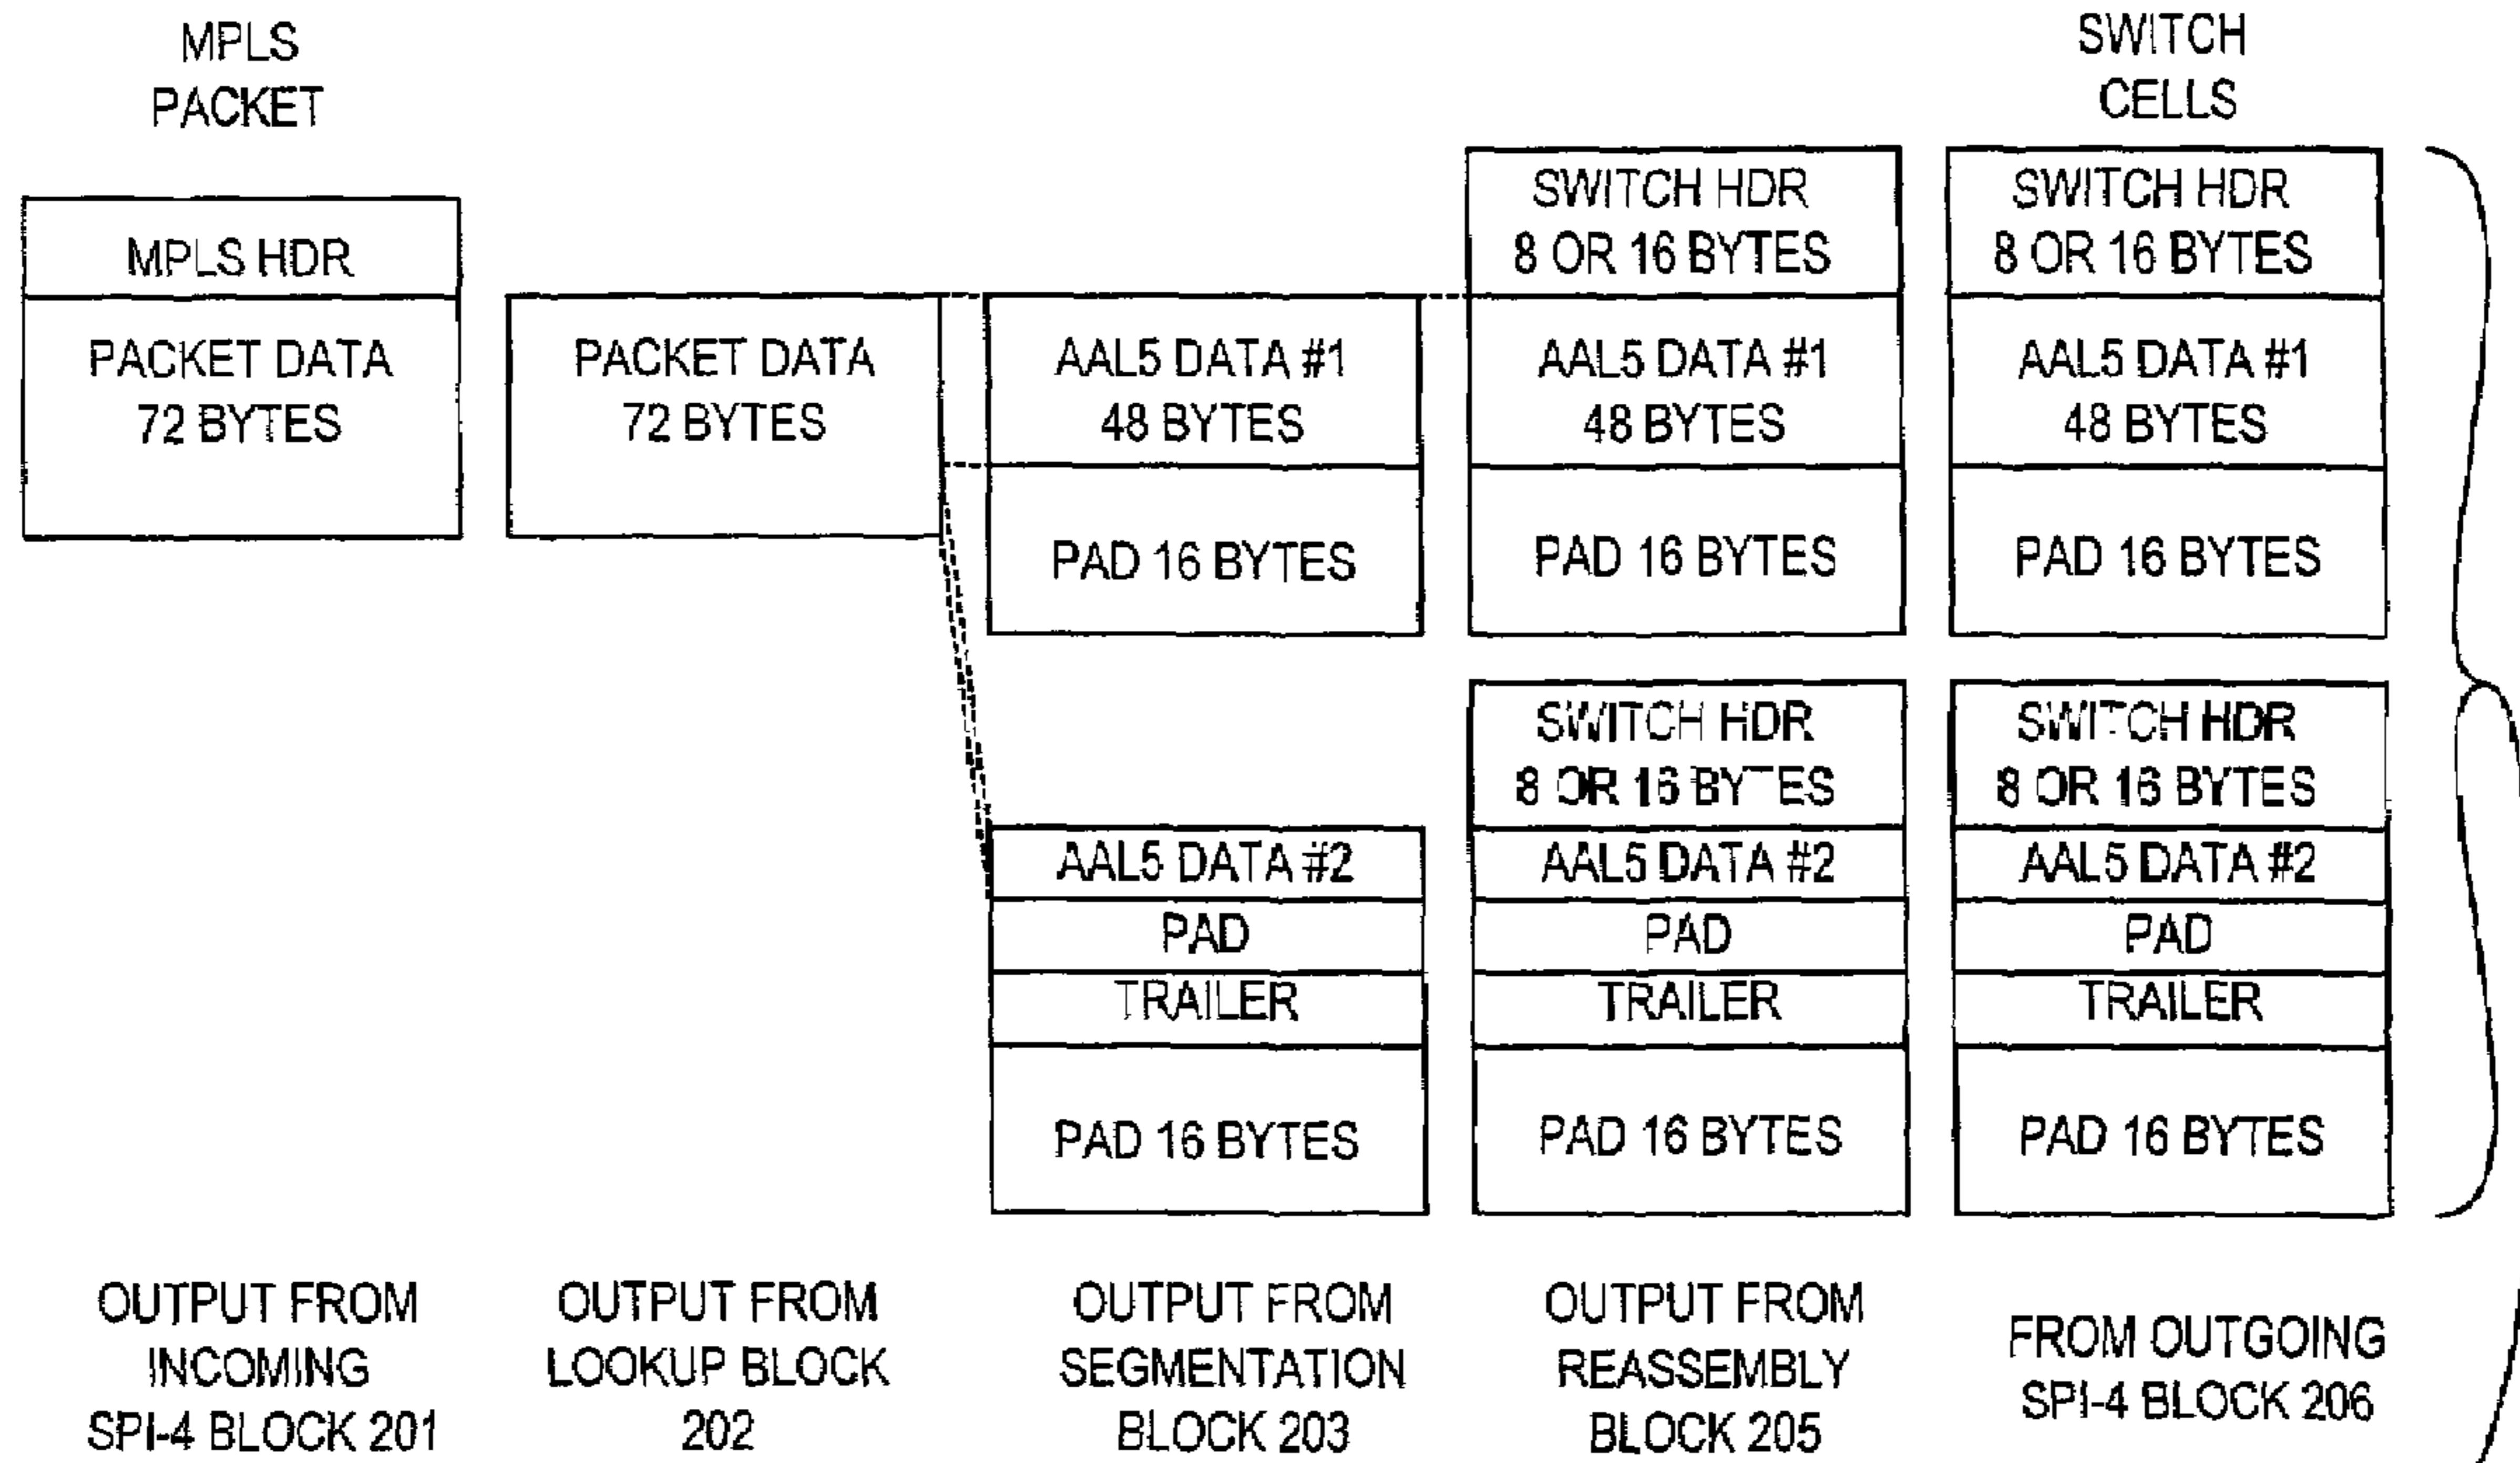 MPLS
PACKET
MPLS HDR
PACKET DATA
72 BYTES
OUTPUT FROM
INCOMING
SPI-4 BLOCK 201
PACKET DATA
72 BYTES
OUTPUT FROM
LOOKUP BLOCK
202
AAL5 DATA #1
48 BYTES
PAD 16 BYTES
AAL5 DATA #2
PAD
TRAILER
PAD 16 BYTES
OUTPUT FROM
SEGMENTATION
BLOCK 203
SWITCH HDR
8 OR 16 BYTES
AAL5 DATA #1
48 BYTES
PAD 16 BYTES
SWITCH HDR
8 OR 16 BYTES
AAL5 DATA #2
PAD
TRAILER
PAD 16 BYTES
OUTPUT FROM
REASSEMBLY
BLOCK 205
SWITCH
CELLS
SWITCH HDR
8 OR 16 BYTES
AAL5 DATA #1
48 BYTES
PAD 16 BYTES
SWITCH HDR
8 OR 16 BYTES
AAL5 DATA #2
PAD
TRAILER
PAD 16 BYTES
FROM OUTGOING
SPI-4 BLOCK 206